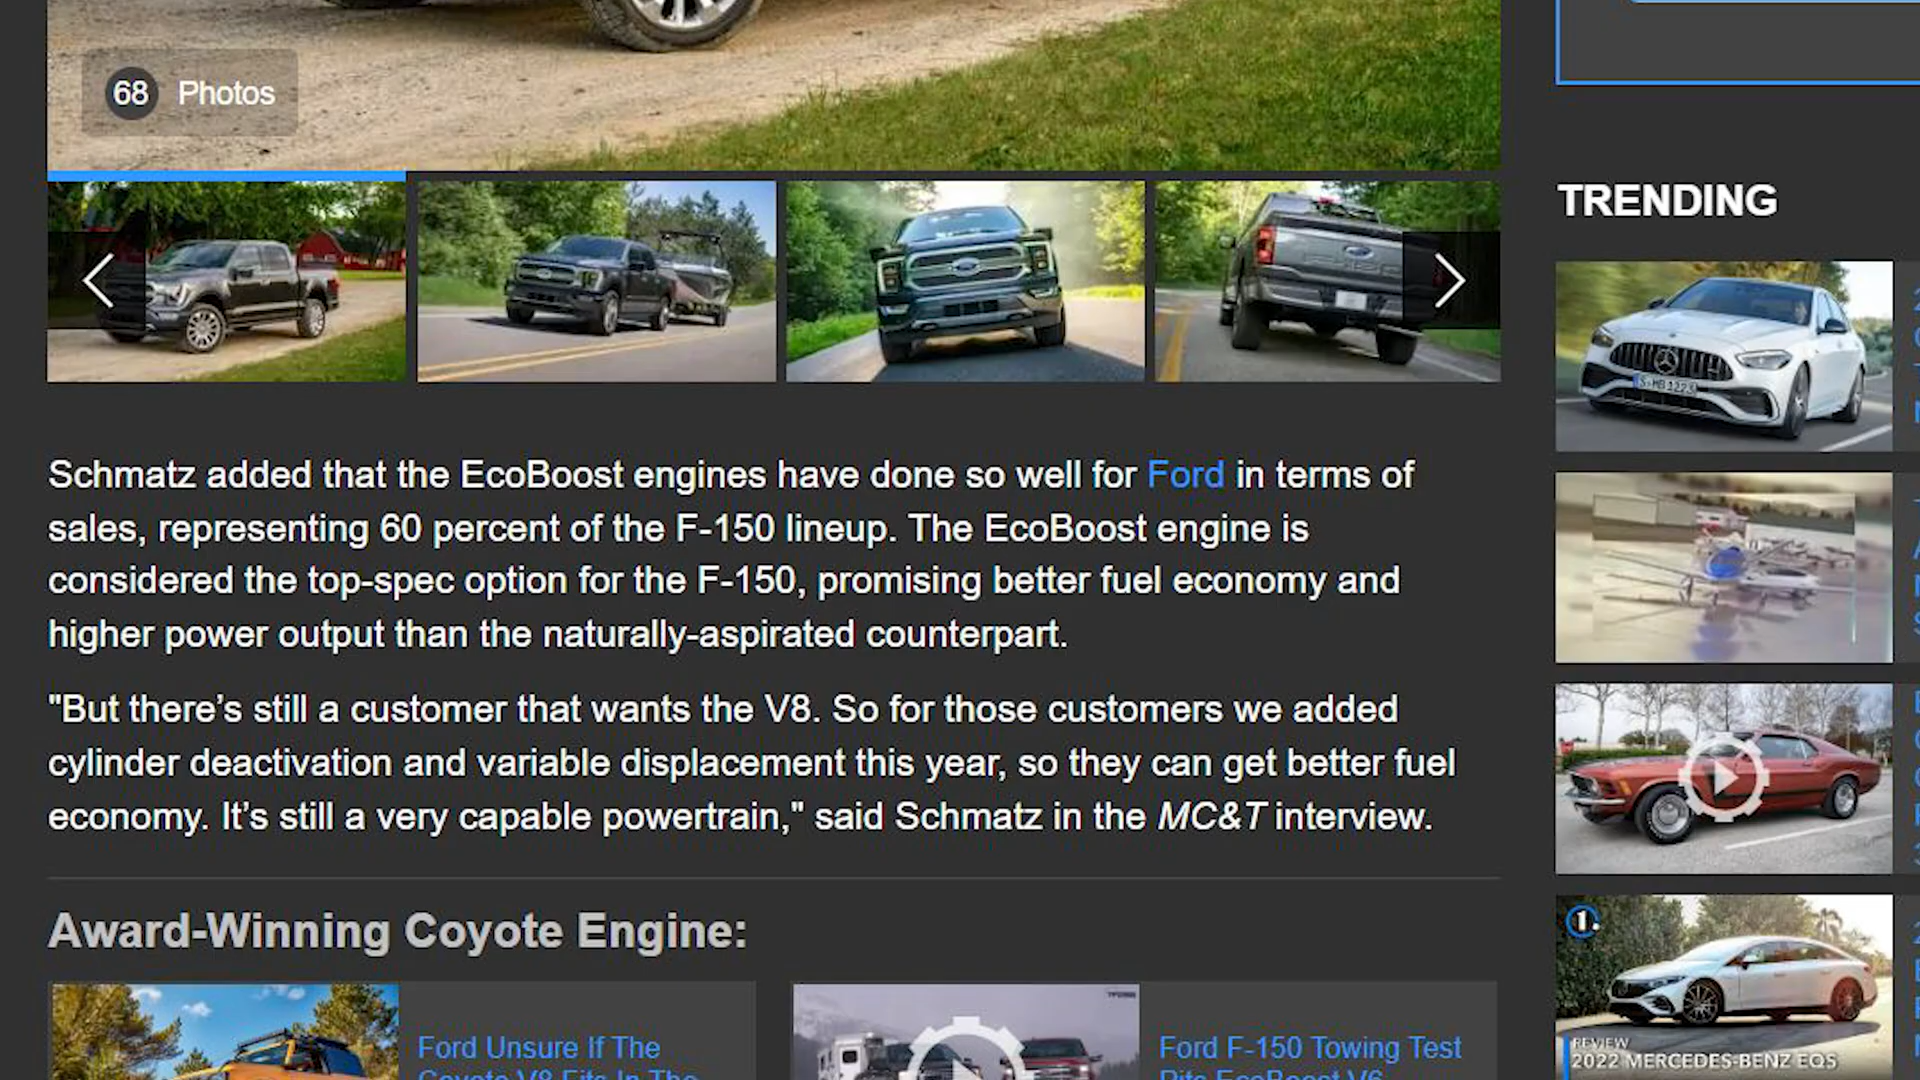 68 Photos
TRENDING
S·MB 1223
Schmatz added that the EcoBoost engines have done so well for Ford in terms of
sales, representing 60 percent of the F-150 lineup. The EcoBoost engine is
considered the top-spec option for the F-150, promising better fuel economy and
higher power output than the naturally-aspirated counterpart.
"But there’s still a customer that wants the V8. So for those customers we added
cylinder deactivation and variable displacement this year, so they can get better fuel
economy. It’s still a very capable powertrain," said Schmatz in the MC&T interview.
Award-Winning Coyote Engine:
Ford Unsure If The
Coyote V8 Fits In The
Ford F-150 Towing Test
Pits EcoBoost V6
1.
REVIEW
2022 MERCEDES-BENZ EQS